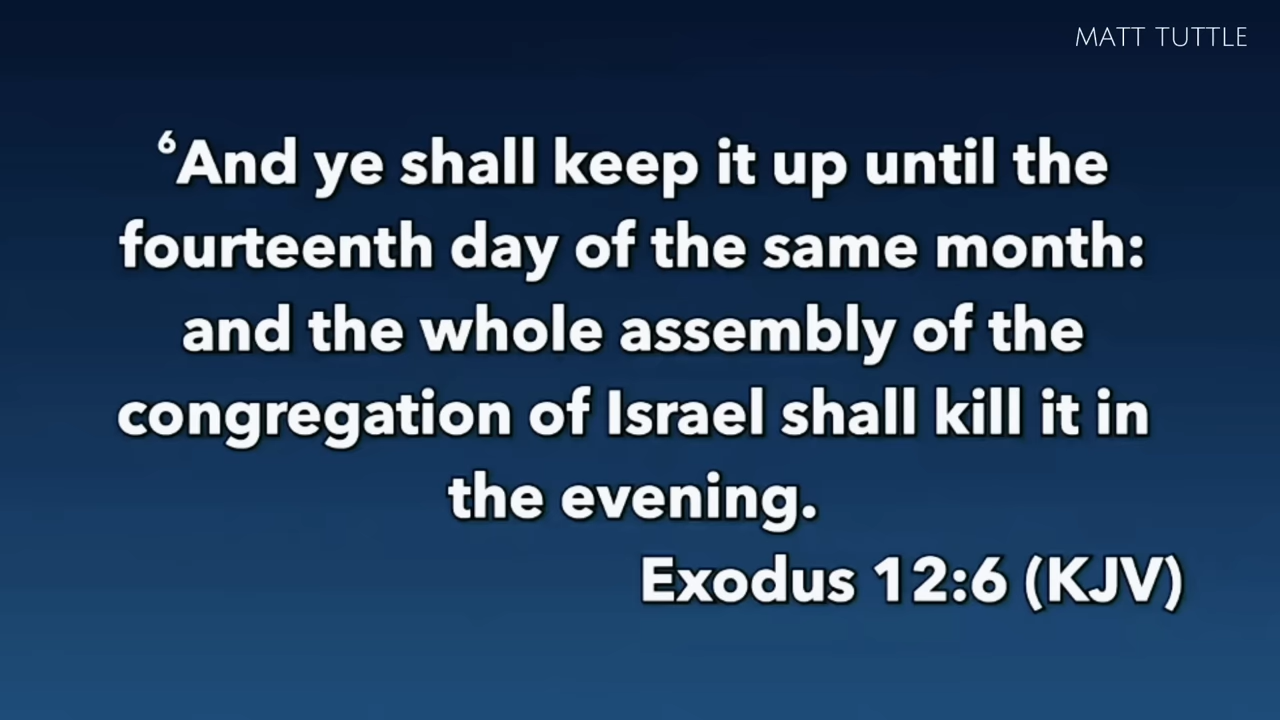 MATT TUTTLE
⁶And ye shall keep it up until the
fourteenth day of the same month:
and the whole assembly of the
congregation of Israel shall kill it in
the evening.
Exodus 12:6 (KJV)